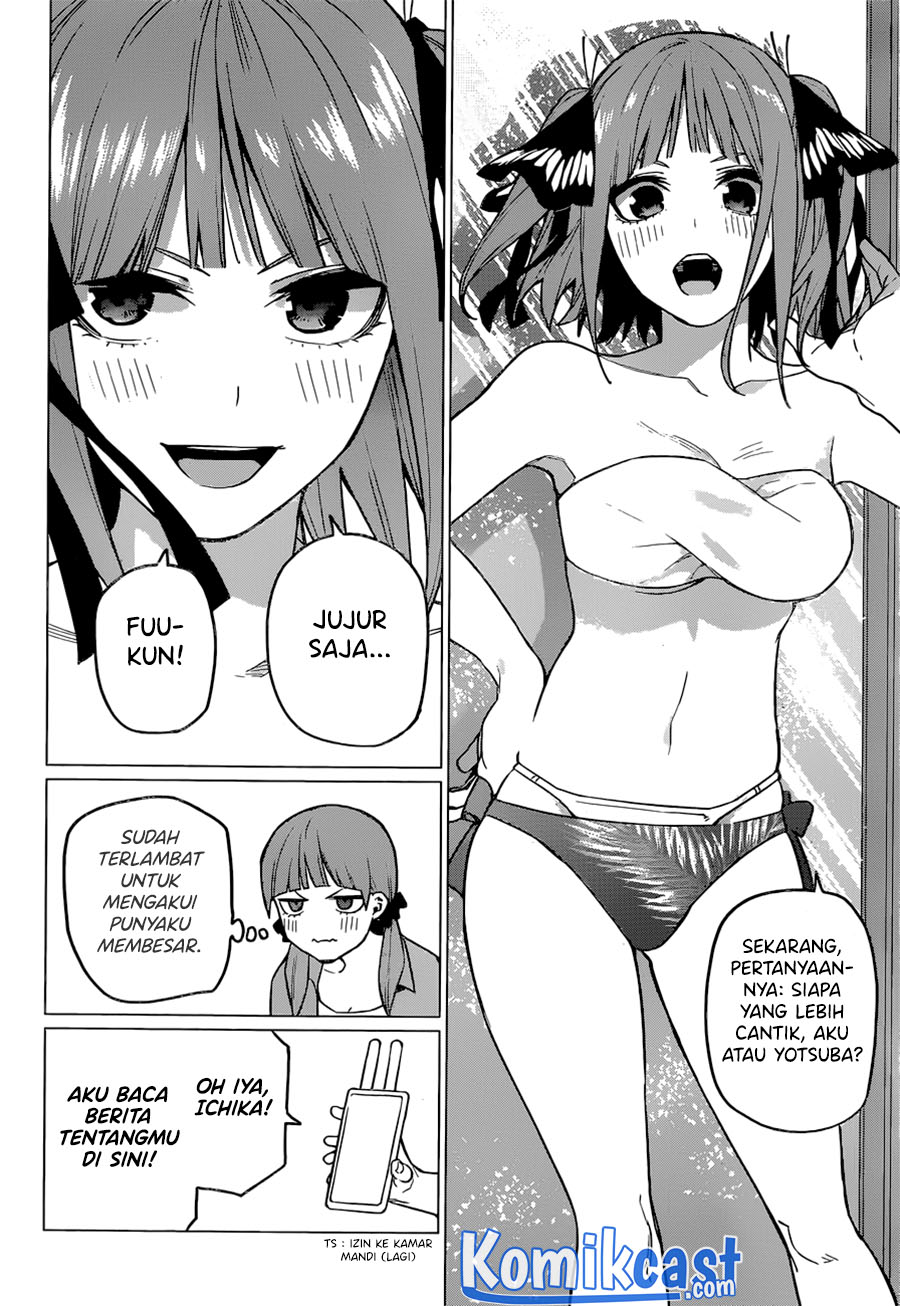 SEKARANG,
PERTANYAAN-
NYA: SIAPA
YANG LEBIH
CANTIK, AKU
ATAU YOTSUBA?
JUJUR
SAJA...
FUU-
KUN!
SUDAH
TERLAMBAT
UNTUK
MENGAKUI
PUNYAKU
MEMBESAR.
OH IYA,
ICHIKA!
AKU BACA
BERITA
TENTANGMU
DI SINI!
TS : IZIN KE KAMAR
MANDI (LAGI)
Komikcast
.com